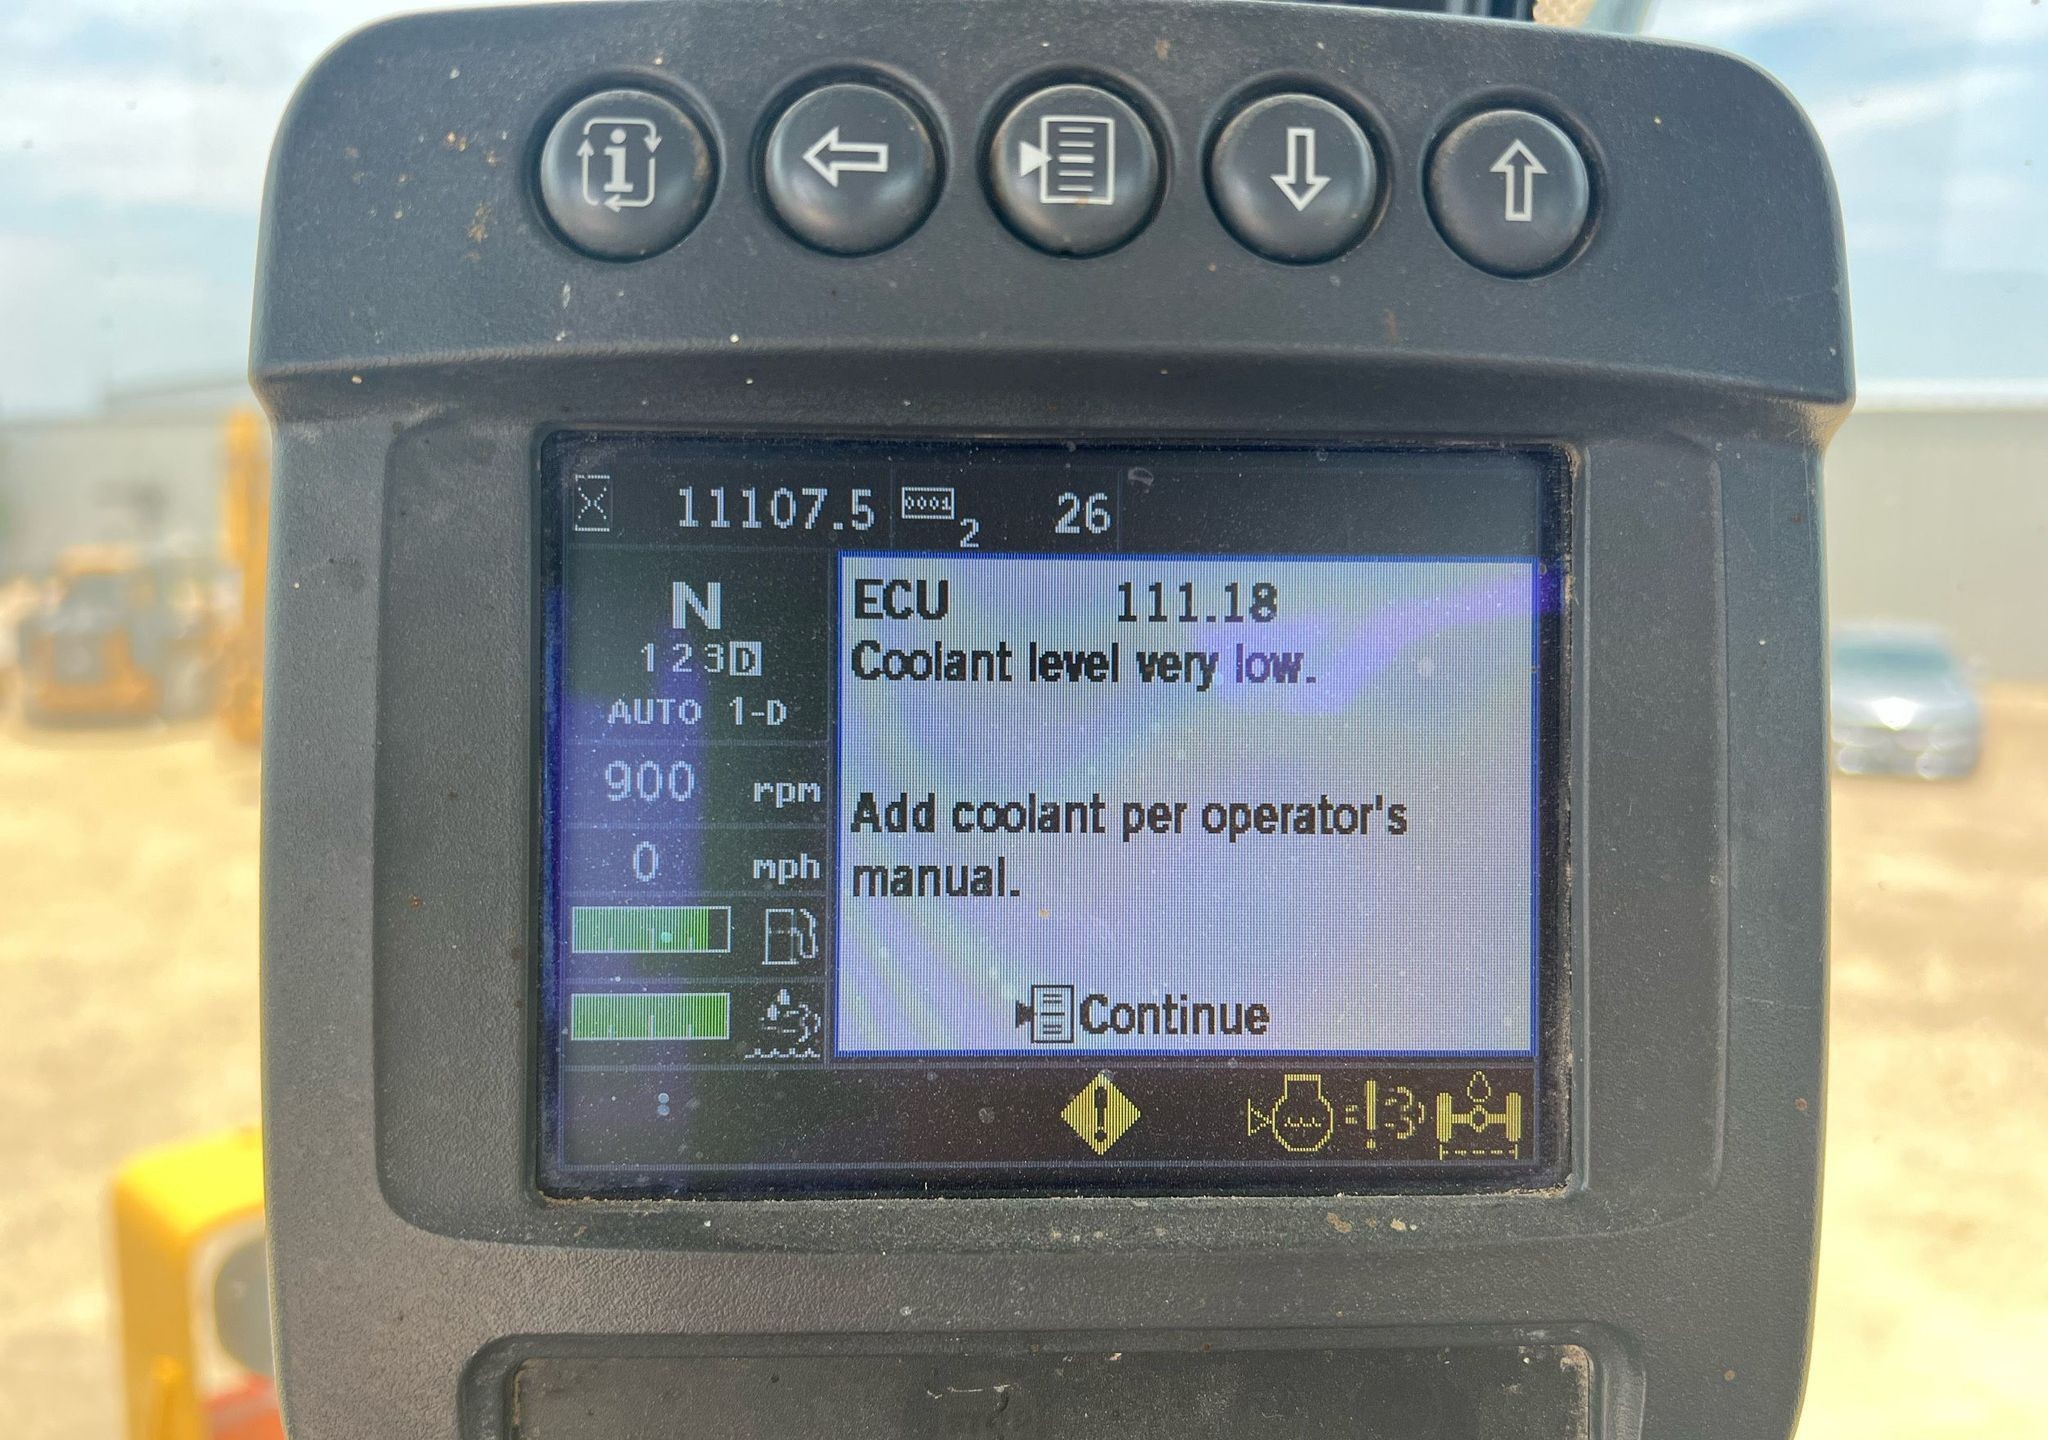 11107.5
0001 2 26
N
1 2 3 D
AUTO 1-D
900 rpm
0 mph
ECU 111.18
Coolant level very low.
Add coolant per operator's
manual.
Continue